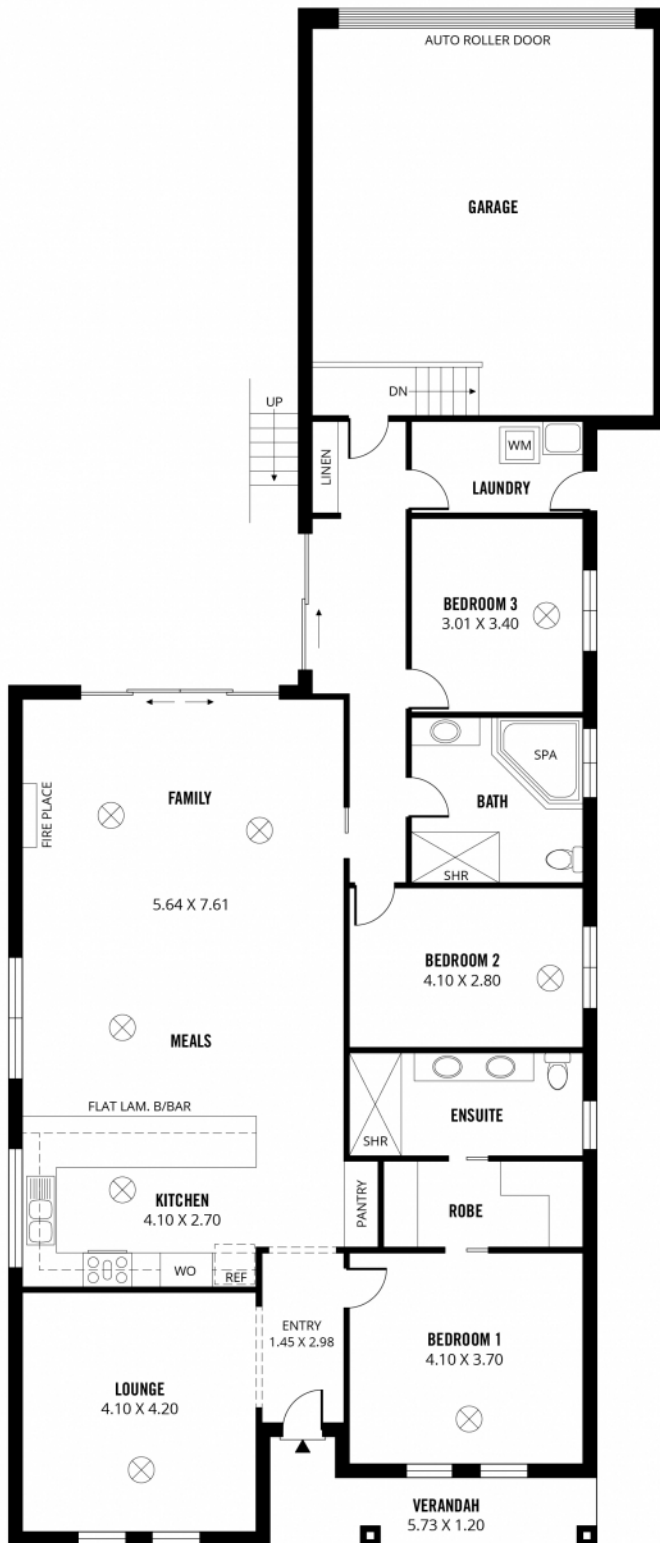 AUTO ROLLER DOOR
GARAGE
DN
UP
LINEN
WM
LAUNDRY
BEDROOM 3
3.01 X 3.40
SPA
BATH
SHR
FAMILY
FIRE PLACE
5.64 X 7.61
BEDROOM 2
4.10 X 2.80
MEALS
FLAT LAM. B/BAR
ENSUITE
SHR
KITCHEN
4.10 X 2.70
PANTRY
ROBE
WO
REF
ENTRY
1.45 X 2.98
BEDROOM 1
4.10 X 3.70
LOUNGE
4.10 X 4.20
VERANDAH
5.73 X 1.20